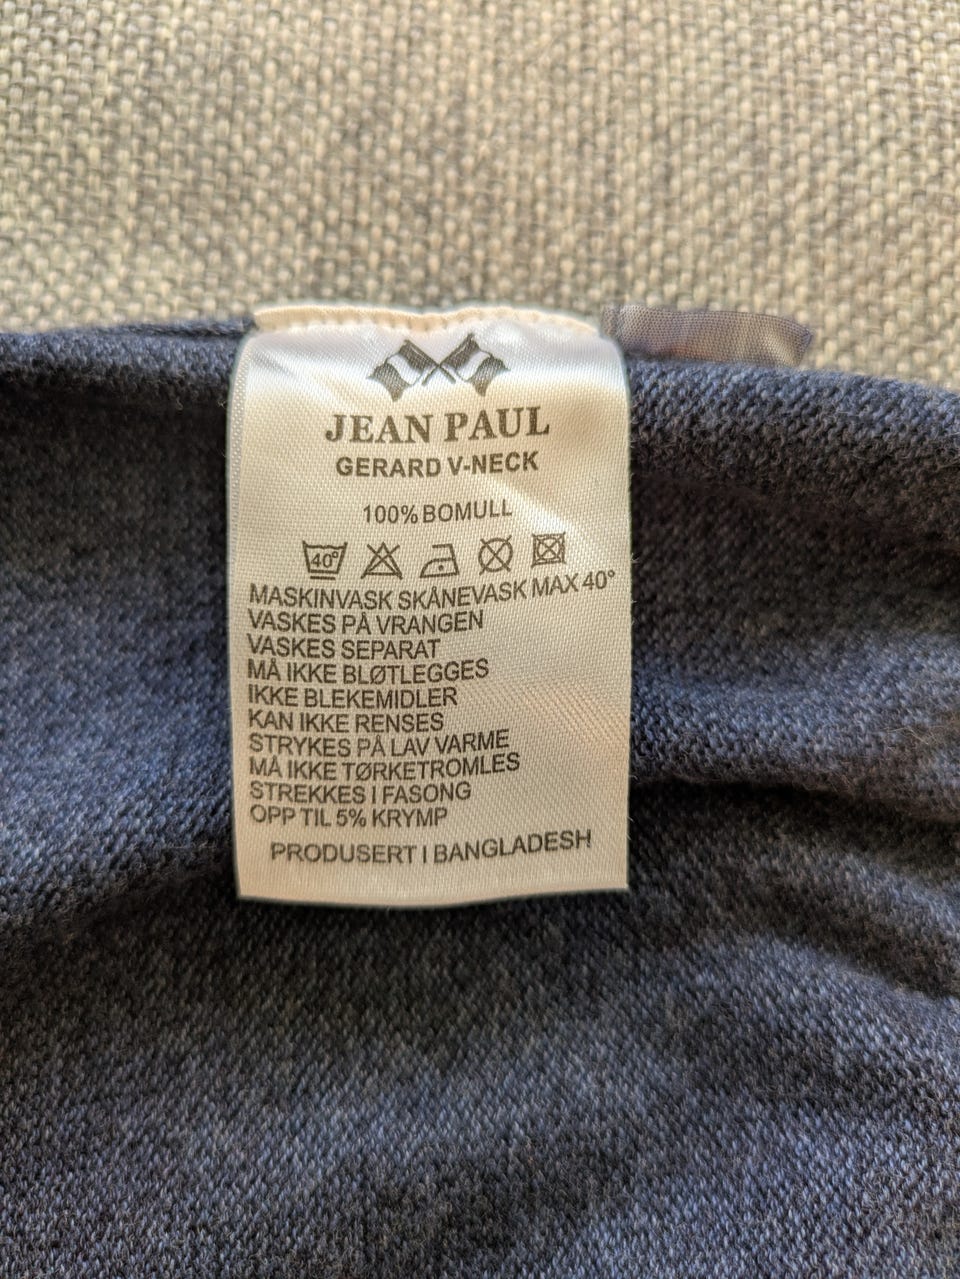 JEAN PAUL
GERARD V-NECK
100% BOMULL
40°
MASKINVASK SKÅNEVASK MAX 40°
VASKES PÅ VRANGEN
VASKES SEPARAT
MÅ IKKE BLØTLEGGES
IKKE BLEKEMIDLER
KAN IKKE RENSES
STRYKES PÅ LAV VARME
MÅ IKKE TØRKETROMLES
STREKKES I FASONG
OPP TIL 5% KRYMP
PRODUSERT I BANGLADESH